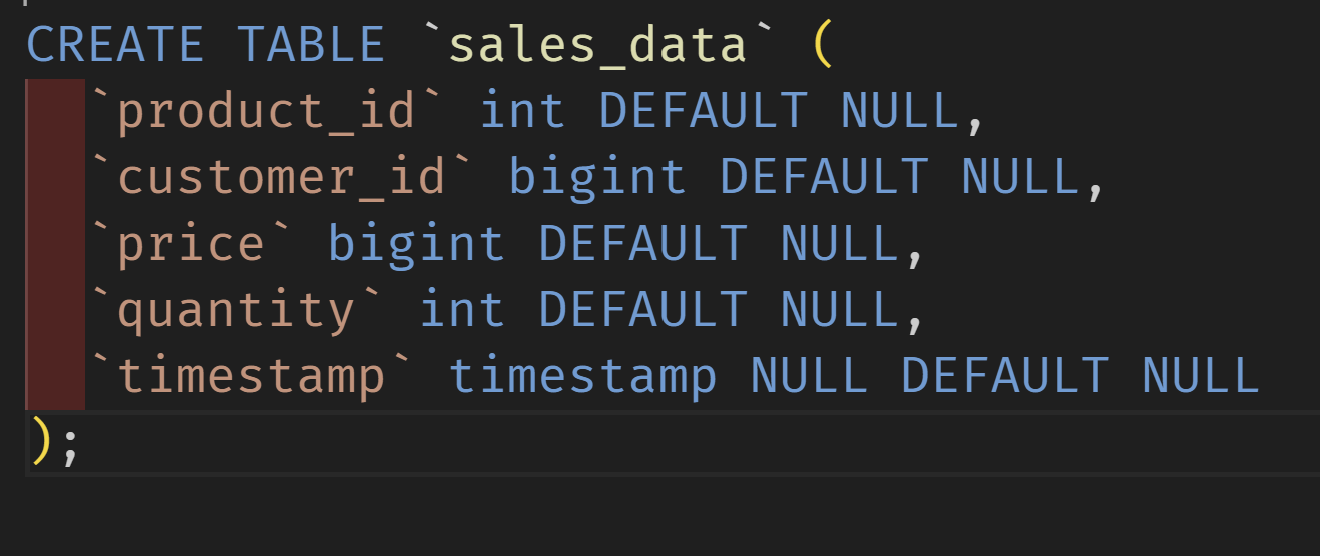 CREATE TABLE `sales_data` (
   `product_id` int DEFAULT NULL,
   `customer_id` bigint DEFAULT NULL,
   `price` bigint DEFAULT NULL,
   `quantity` int DEFAULT NULL,
   `timestamp` timestamp NULL DEFAULT NULL
);